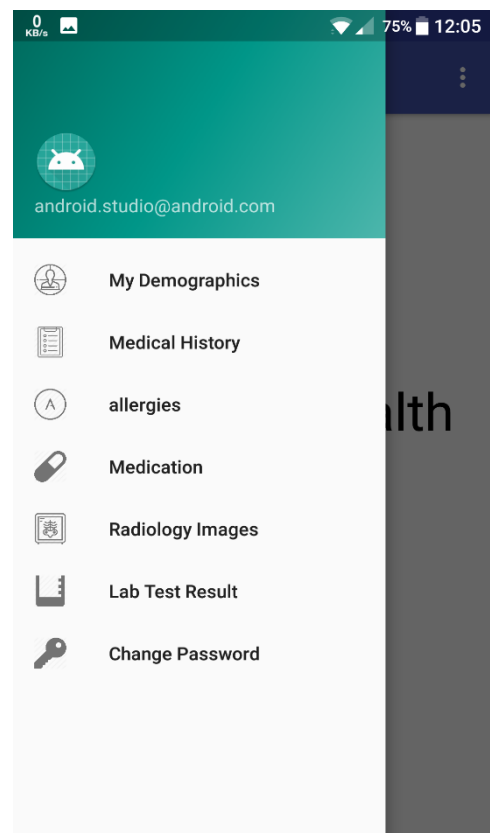 0
KB/s
75% 12:05
android.studio@android.com
My Demographics
Medical History
A allergies
alth
Medication
Radiology Images
Lab Test Result
Change Password